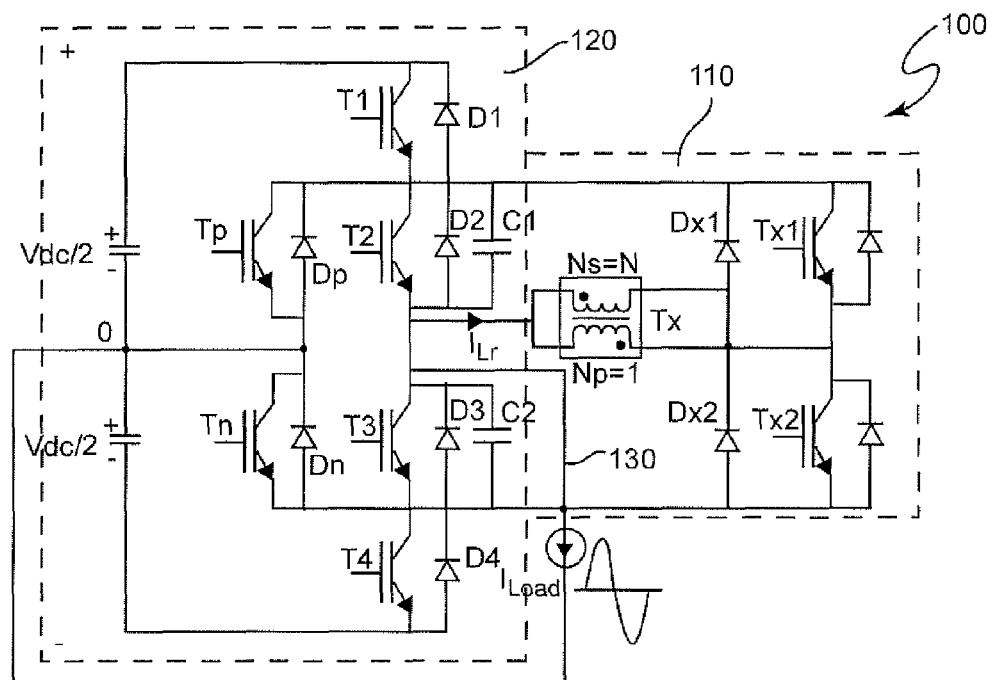 100
120
+
110
T1
D1
Tp
T2
D2
C1
Dx1
Tx1
+
Vdc/2
-
Dp
Ns=N
Tx
0
ILr
Np=1
+
Vdc/2
-
Tn
Dn
T3
D3
C2
Dx2
Tx2
130
T4
D4
ILoad
-